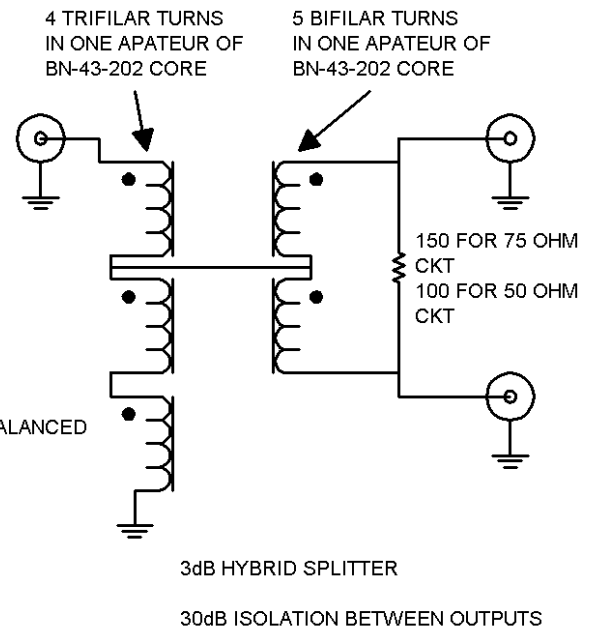 4 TRIFILAR TURNS
IN ONE APATEUR OF
BN-43-202 CORE
5 BIFILAR TURNS
IN ONE APATEUR OF
BN-43-202 CORE
150 FOR 75 OHM
CKT
100 FOR 50 OHM
CKT
ALANCED
3dB HYBRID SPLITTER
30dB ISOLATION BETWEEN OUTPUTS